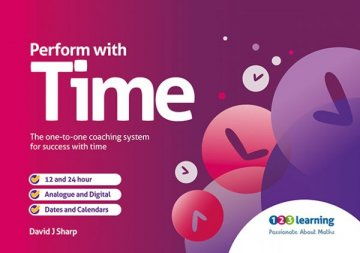 Perform with
Time
The one-to-one coaching system
for success with time
12 and 24 hour
Analogue and Digital
Dates and Calendars
David J Sharp
123 learning
Passionate About Maths